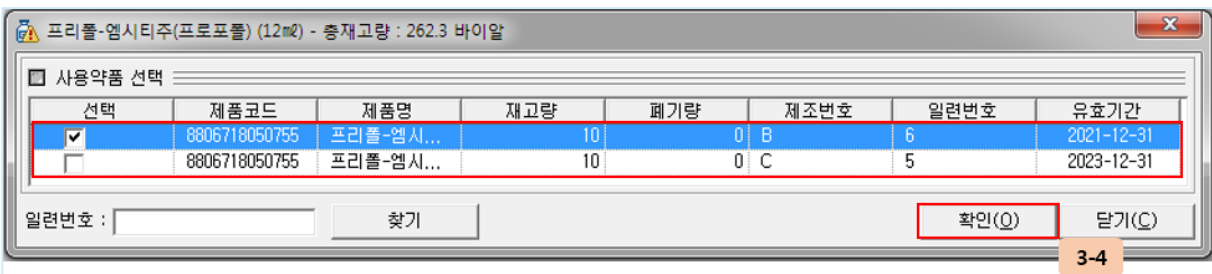 프리폴-엠시티주(프로포폴) (12㎖) - 총재고량 : 262.3 바이알
사용약품 선택
선택 제품코드 제품명 재고량 폐기량 제조번호 일련번호 유효기간
8806718050755 프리폴-엠시... 10 0 B 6 2021-12-31
8806718050755 프리폴-엠시... 10 0 C 5 2023-12-31
일련번호 : 찾기 확인(O) 닫기(C)
3-4